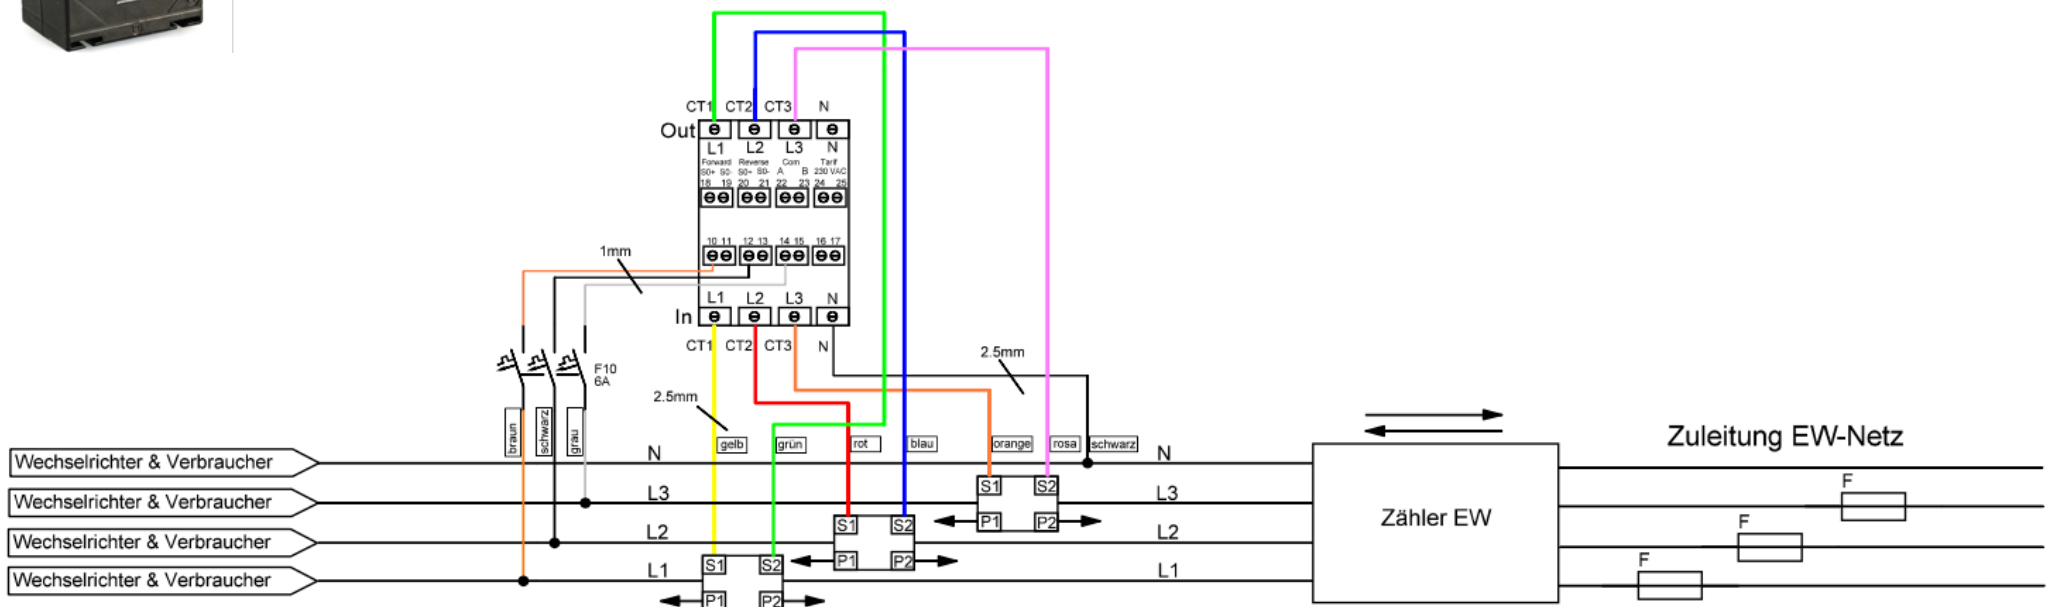 CT1 CT2 CT3 N
Out
L1 L2 L3 N
Forward Reverse Com Tarif
S0+ S0- S0+ S0- A B 230 VAC
18 19 20 21 22 23 24 25
10 11 12 13 14 15 16 17
1mm
L1 L2 L3 N
In
CT1 CT2 CT3 N
2.5mm
F10
6A
2.5mm
braun schwarz grau
gelb grün rot blau orange rosa schwarz
Zuleitung EW-Netz
Wechselrichter & Verbraucher N N
Wechselrichter & Verbraucher L3 S1 S2 L3 F
P1 P2
Zähler EW
Wechselrichter & Verbraucher L2 S1 S2 L2 F
P1 P2
Wechselrichter & Verbraucher L1 S1 S2 L1 F
P1 P2